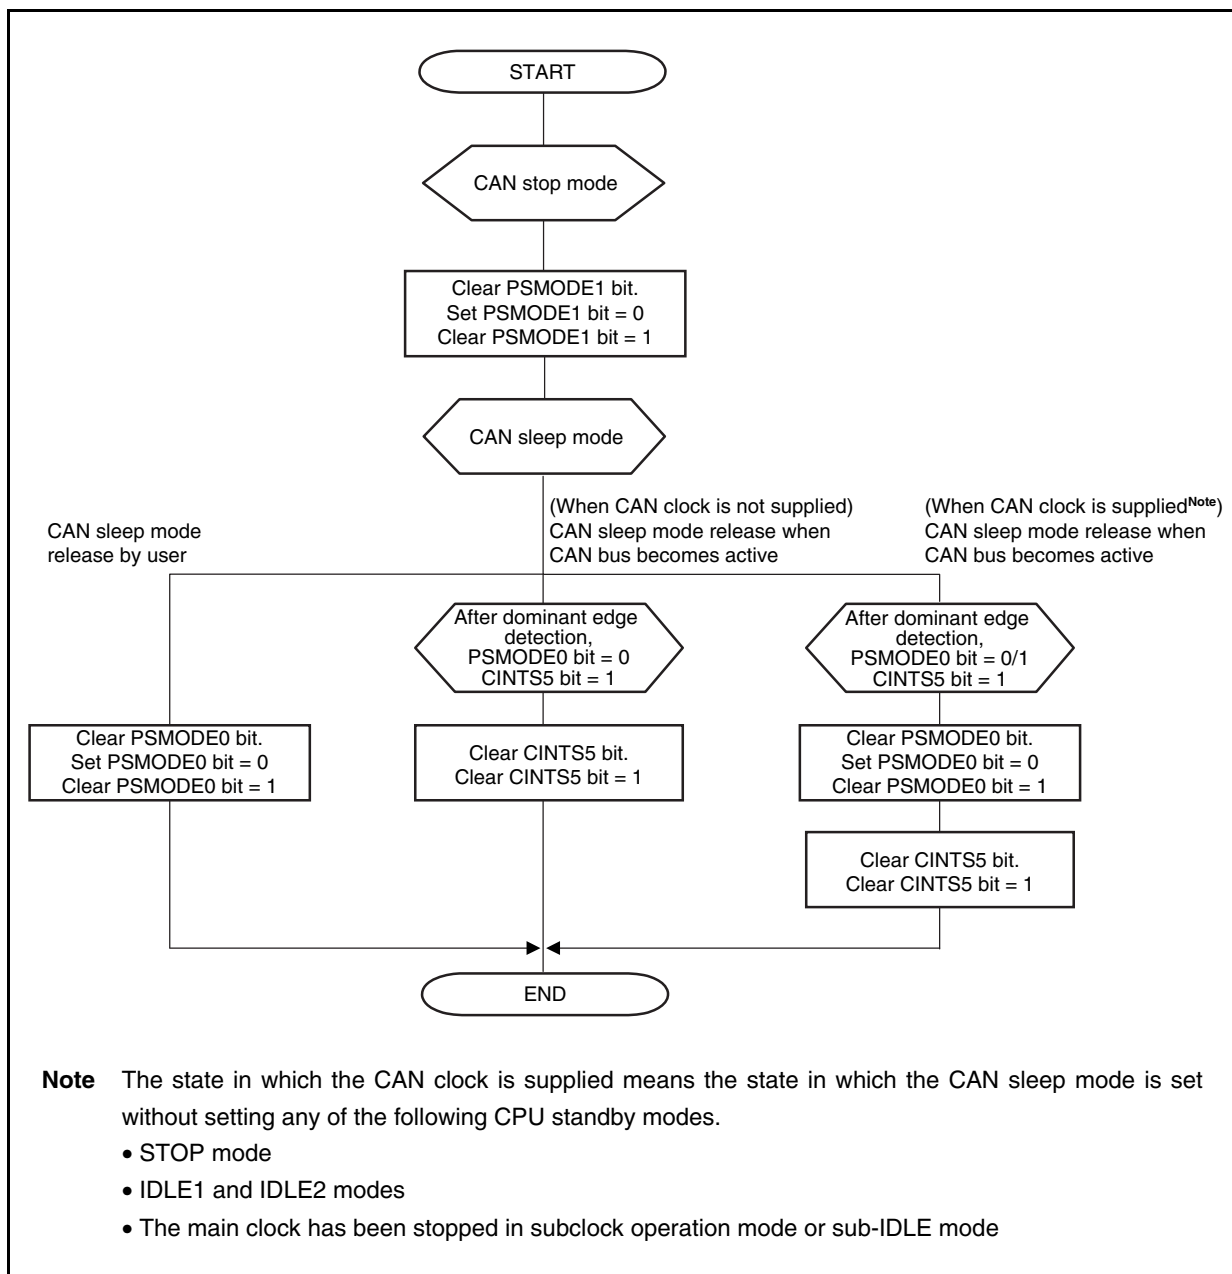 START
CAN stop mode
Clear PSMODE1 bit.
Set PSMODE1 bit = 0
Clear PSMODE1 bit = 1
CAN sleep mode
CAN sleep mode
release by user
(When CAN clock is not supplied)
CAN sleep mode release when
CAN bus becomes active
(When CAN clock is supplied^Note)
CAN sleep mode release when
CAN bus becomes active
After dominant edge
detection,
PSMODE0 bit = 0
CINTS5 bit = 1
After dominant edge
detection,
PSMODE0 bit = 0/1
CINTS5 bit = 1
Clear PSMODE0 bit.
Set PSMODE0 bit = 0
Clear PSMODE0 bit = 1
Clear CINTS5 bit.
Clear CINTS5 bit = 1
Clear PSMODE0 bit.
Set PSMODE0 bit = 0
Clear PSMODE0 bit = 1
Clear CINTS5 bit.
Clear CINTS5 bit = 1
END
Note The state in which the CAN clock is supplied means the state in which the CAN sleep mode is set
without setting any of the following CPU standby modes.
• STOP mode
• IDLE1 and IDLE2 modes
• The main clock has been stopped in subclock operation mode or sub-IDLE mode